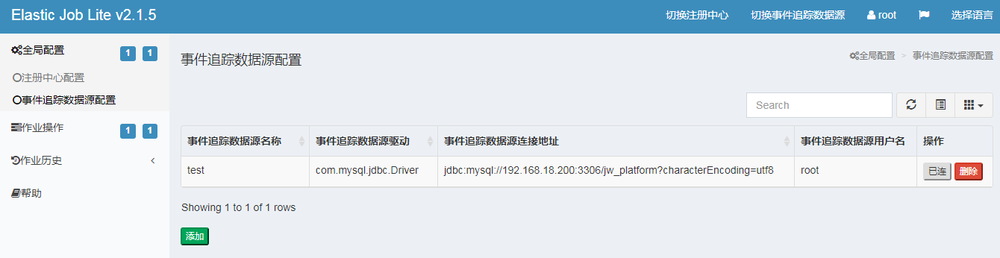 Elastic Job Lite v2.1.5
切换注册中心 切换事件追踪数据源 root 选择语言
全局配置 1 1
注册中心配置
事件追踪数据源配置
作业操作 1 1
作业历史
帮助
事件追踪数据源配置
全局配置 > 事件追踪数据源配置
Search
事件追踪数据源名称 事件追踪数据源驱动 事件追踪数据源连接地址 事件追踪数据源用户名 操作
test com.mysql.jdbc.Driver jdbc:mysql://192.168.18.200:3306/jw_platform?characterEncoding=utf8 root 已连 删除
Showing 1 to 1 of 1 rows
添加